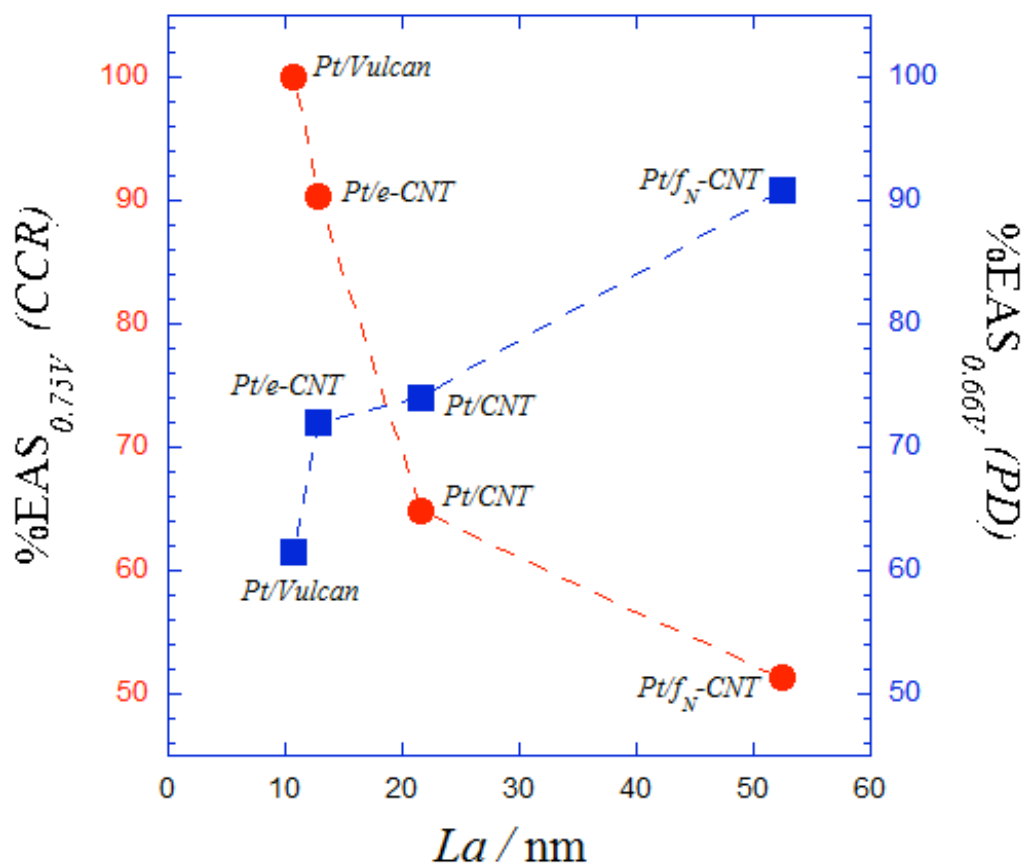 %EAS0.75V (CCR)
100
90
80
70
60
50
Pt/Vulcan
Pt/e-CNT
Pt/fN-CNT
Pt/e-CNT
Pt/CNT
Pt/CNT
Pt/Vulcan
Pt/fN-CNT
100
90
80
70
60
50
%EAS0.66V (PD)
0 10 20 30 40 50 60
La / nm